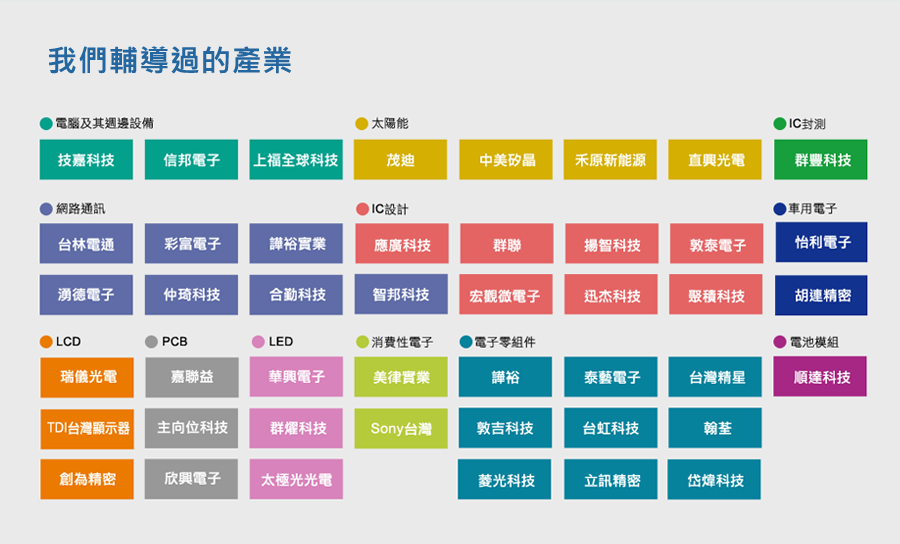 我們輔導過的產業
電腦及其週邊設備
技嘉科技
信邦電子
上福全球科技
太陽能
茂迪
中美矽晶
禾原新能源
直興光電
IC封測
群豐科技
網路通訊
台林電通
彩富電子
譁裕實業
湧德電子
仲琦科技
合勤科技
智邦科技
IC設計
應廣科技
群聯
揚智科技
敦泰電子
宏觀微電子
迅杰科技
聚積科技
車用電子
怡利電子
胡連精密
LCD
瑞儀光電
TDI台灣顯示器
創為精密
PCB
嘉聯益
主向位科技
欣興電子
LED
華興電子
群燿科技
太極光光電
消費性電子
美律實業
Sony台灣
電子零組件
譁裕
泰藝電子
台灣精星
敦吉科技
台虹科技
翰荃
菱光科技
立訊精密
岱煒科技
電池模組
順達科技